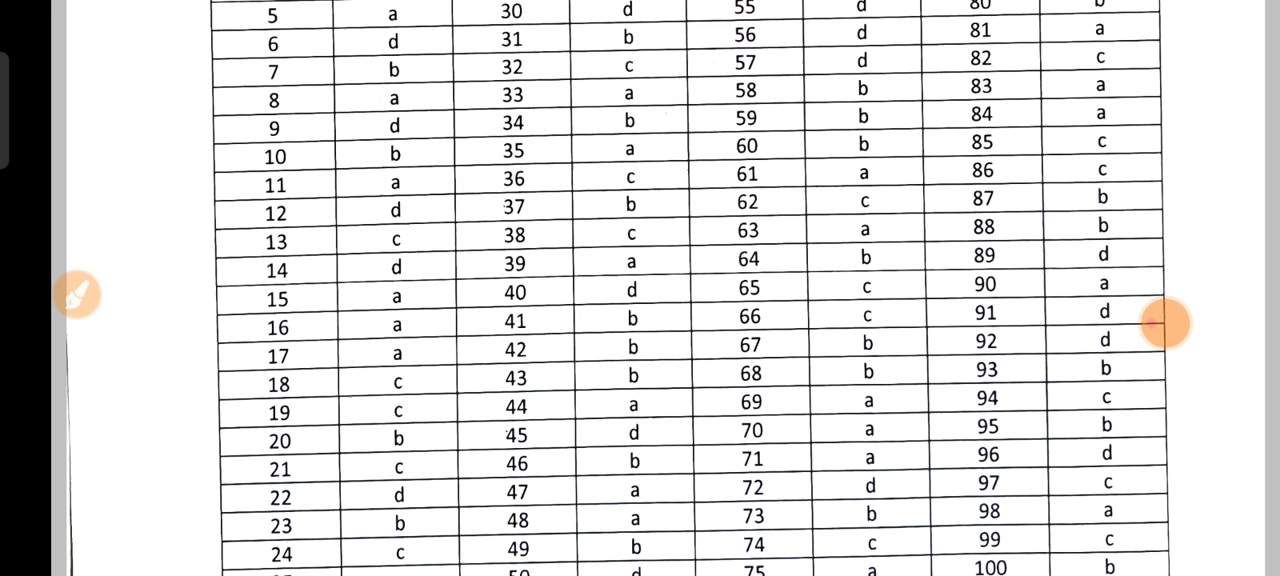 5 a 30 d 55 d 80 b
6 d 31 b 56 d 81 a
7 b 32 c 57 d 82 c
8 a 33 a 58 b 83 a
9 d 34 b 59 b 84 a
10 b 35 a 60 b 85 c
11 a 36 c 61 a 86 c
12 d 37 b 62 c 87 b
13 c 38 c 63 a 88 b
14 d 39 a 64 b 89 d
15 a 40 d 65 c 90 a
16 a 41 b 66 c 91 d
17 a 42 b 67 b 92 d
18 c 43 b 68 b 93 b
19 c 44 a 69 a 94 c
20 b 45 d 70 a 95 b
21 c 46 b 71 a 96 d
22 d 47 a 72 d 97 c
23 b 48 a 73 b 98 a
24 c 49 b 74 c 99 c
50 d 75 a 100 b